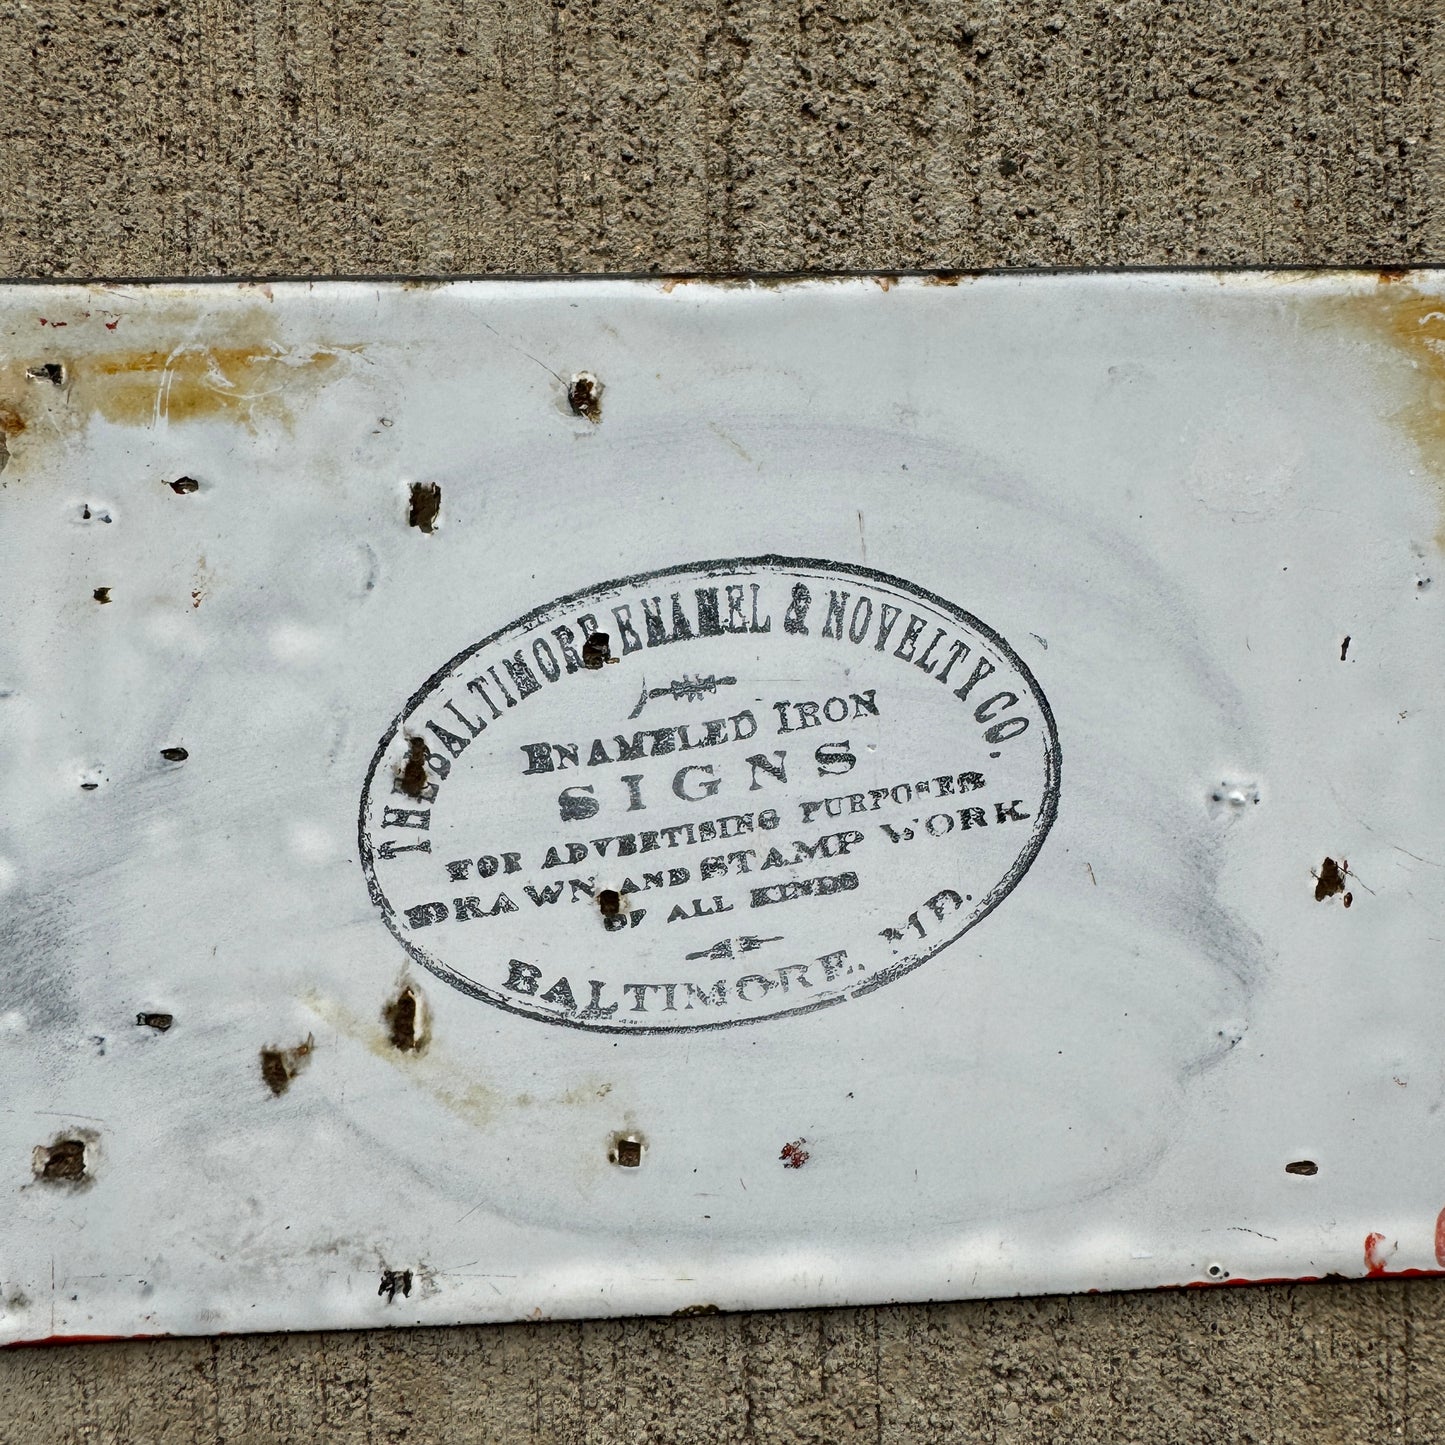 THE BALTIMORE ENAMEL & NOVELTY CO.
ENAMELED IRON
SIGNS
FOR ADVERTISING PURPOSES
DRAWN AND STAMP WORK
OF ALL KINDS
BALTIMORE, MD.